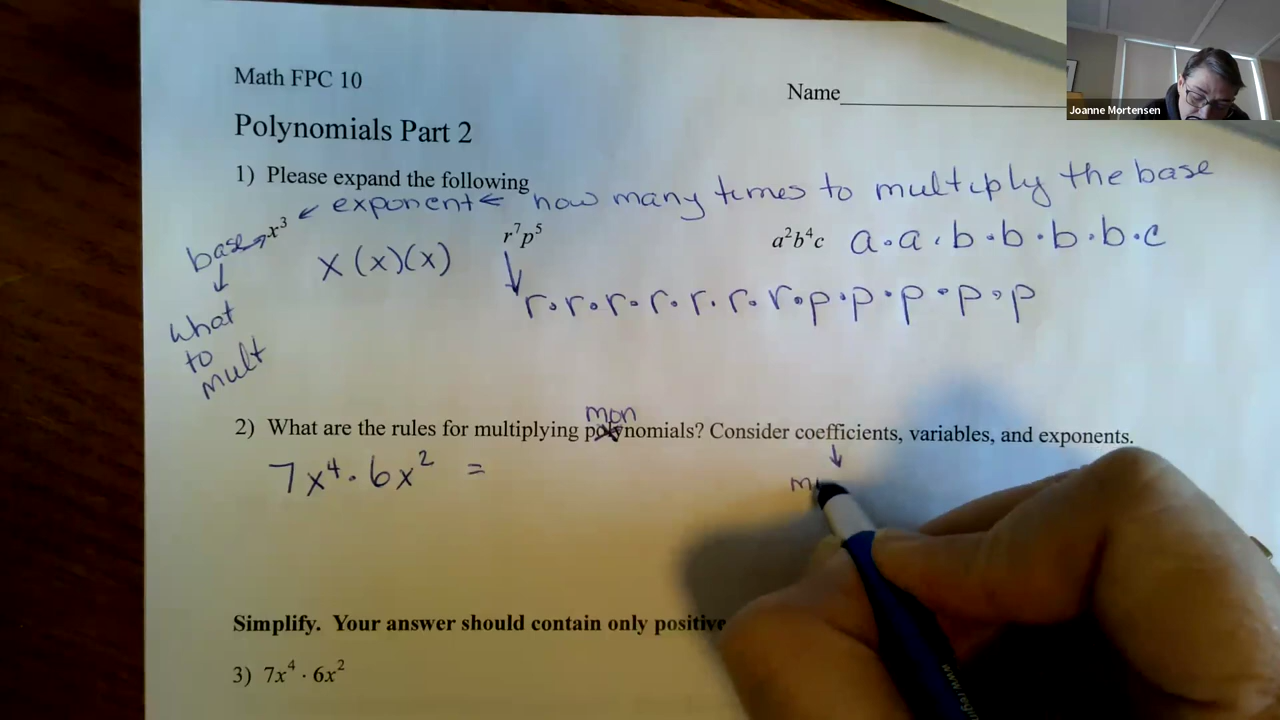 Math FPC 10
Name
Joanne Mortensen
Polynomials Part 2
1) Please expand the following
← exponent ← how many times to multiply the base
base → x³
r⁷p⁵
a²b⁴c a·a·b·b·b·b·c
x(x)(x)
↓
↓
r·r·r·r·r·r·r·p·p·p·p·p
what
to
mult
mon
2) What are the rules for multiplying polynomials? Consider coefficients, variables, and exponents.
↓
7x⁴·6x² =
Simplify. Your answer should contain only positive
3) 7x⁴ · 6x²